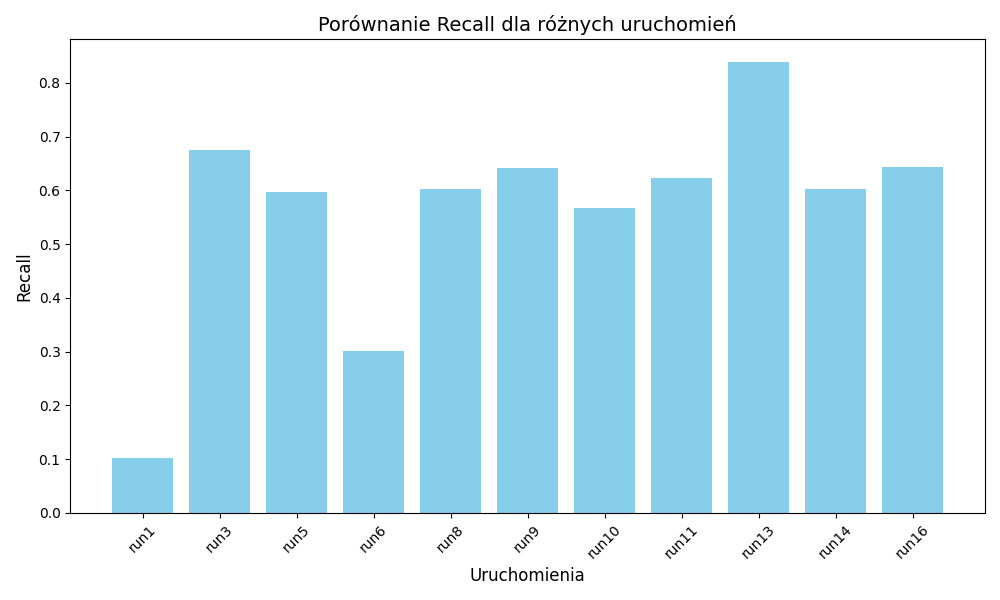 Porównanie Recall dla różnych uruchomień
Recall
0.8
0.7
0.6
0.5
0.4
0.3
0.2
0.1
0.0
run1
run3
run5
run6
run8
run9
run10
run11
run13
run14
run16
Uruchomienia